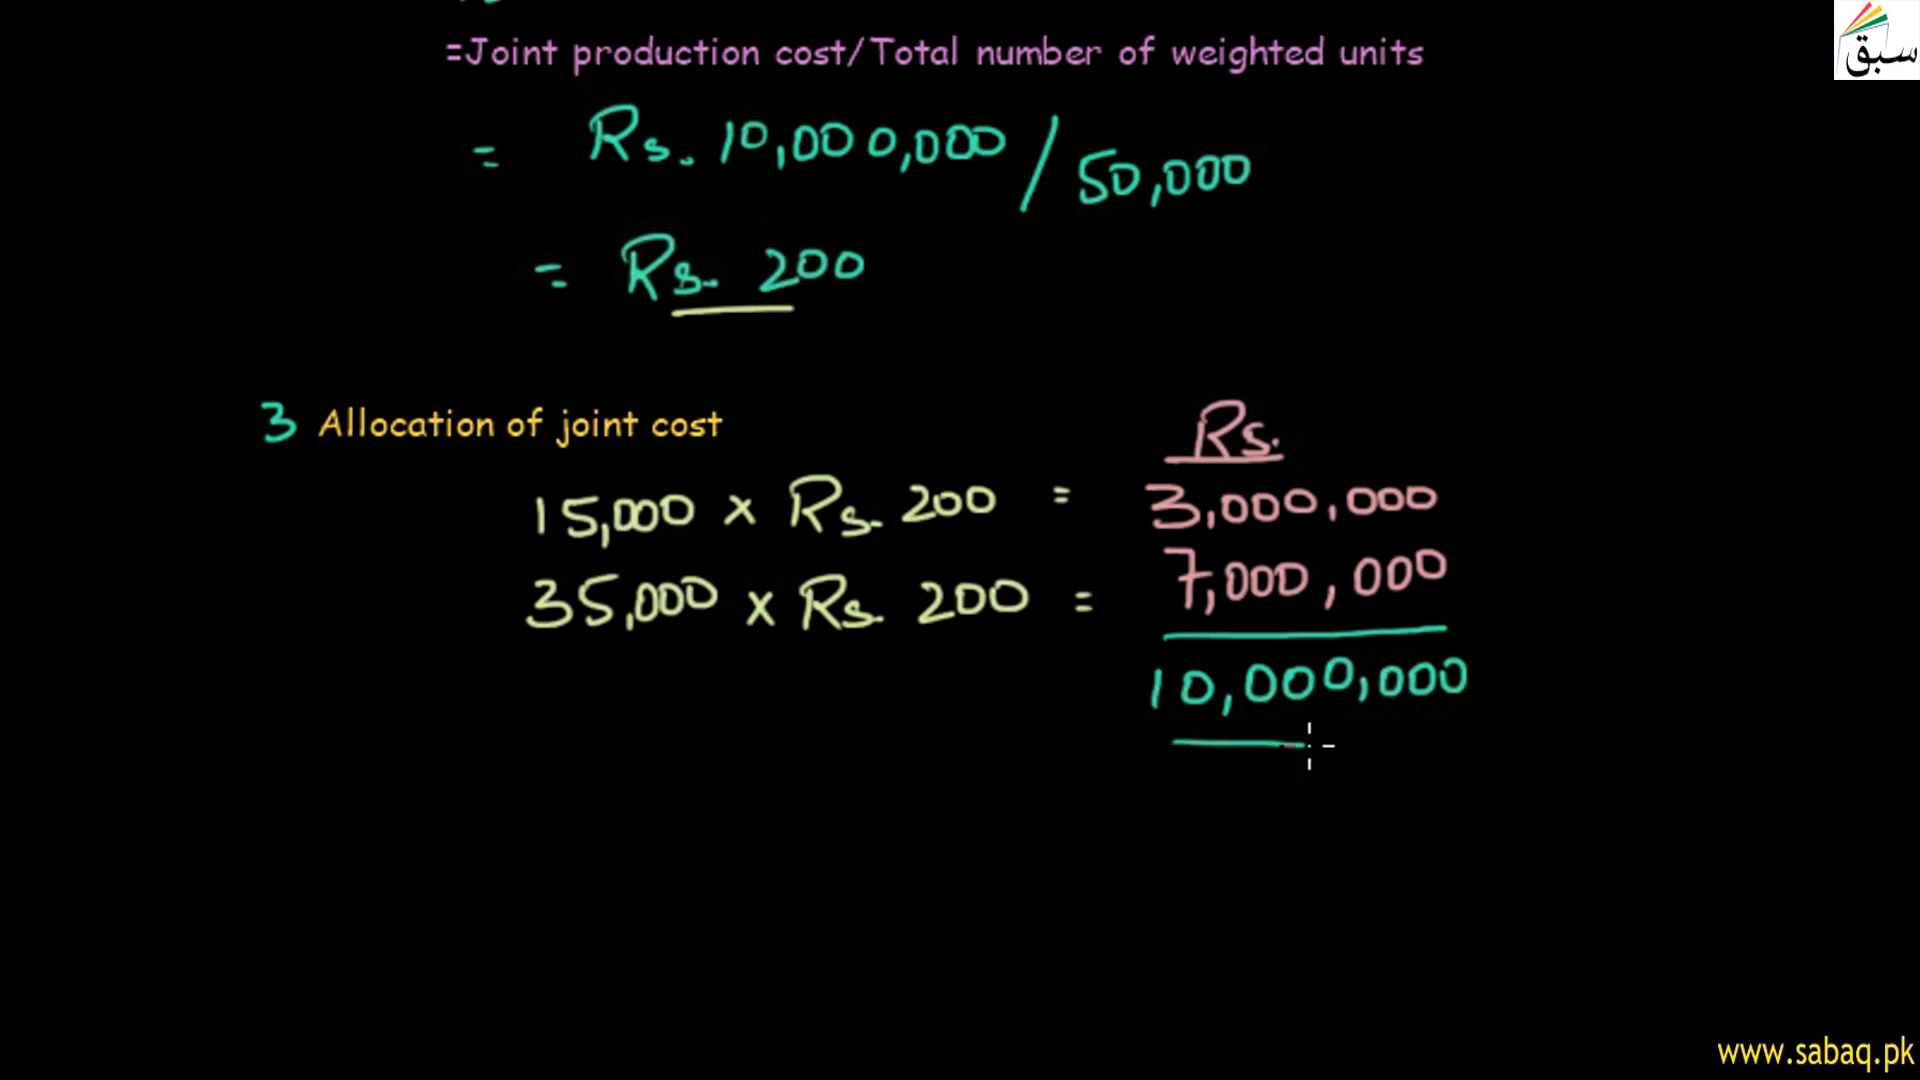 سبق
=Joint production cost/Total number of weighted units
= Rs. 10,000,000 / 50,000
= Rs. 200
3 Allocation of joint cost
Rs.
15,000 x Rs. 200 = 3,000,000
35,000 x Rs. 200 = 7,000,000
10,000,000
www.sabaq.pk